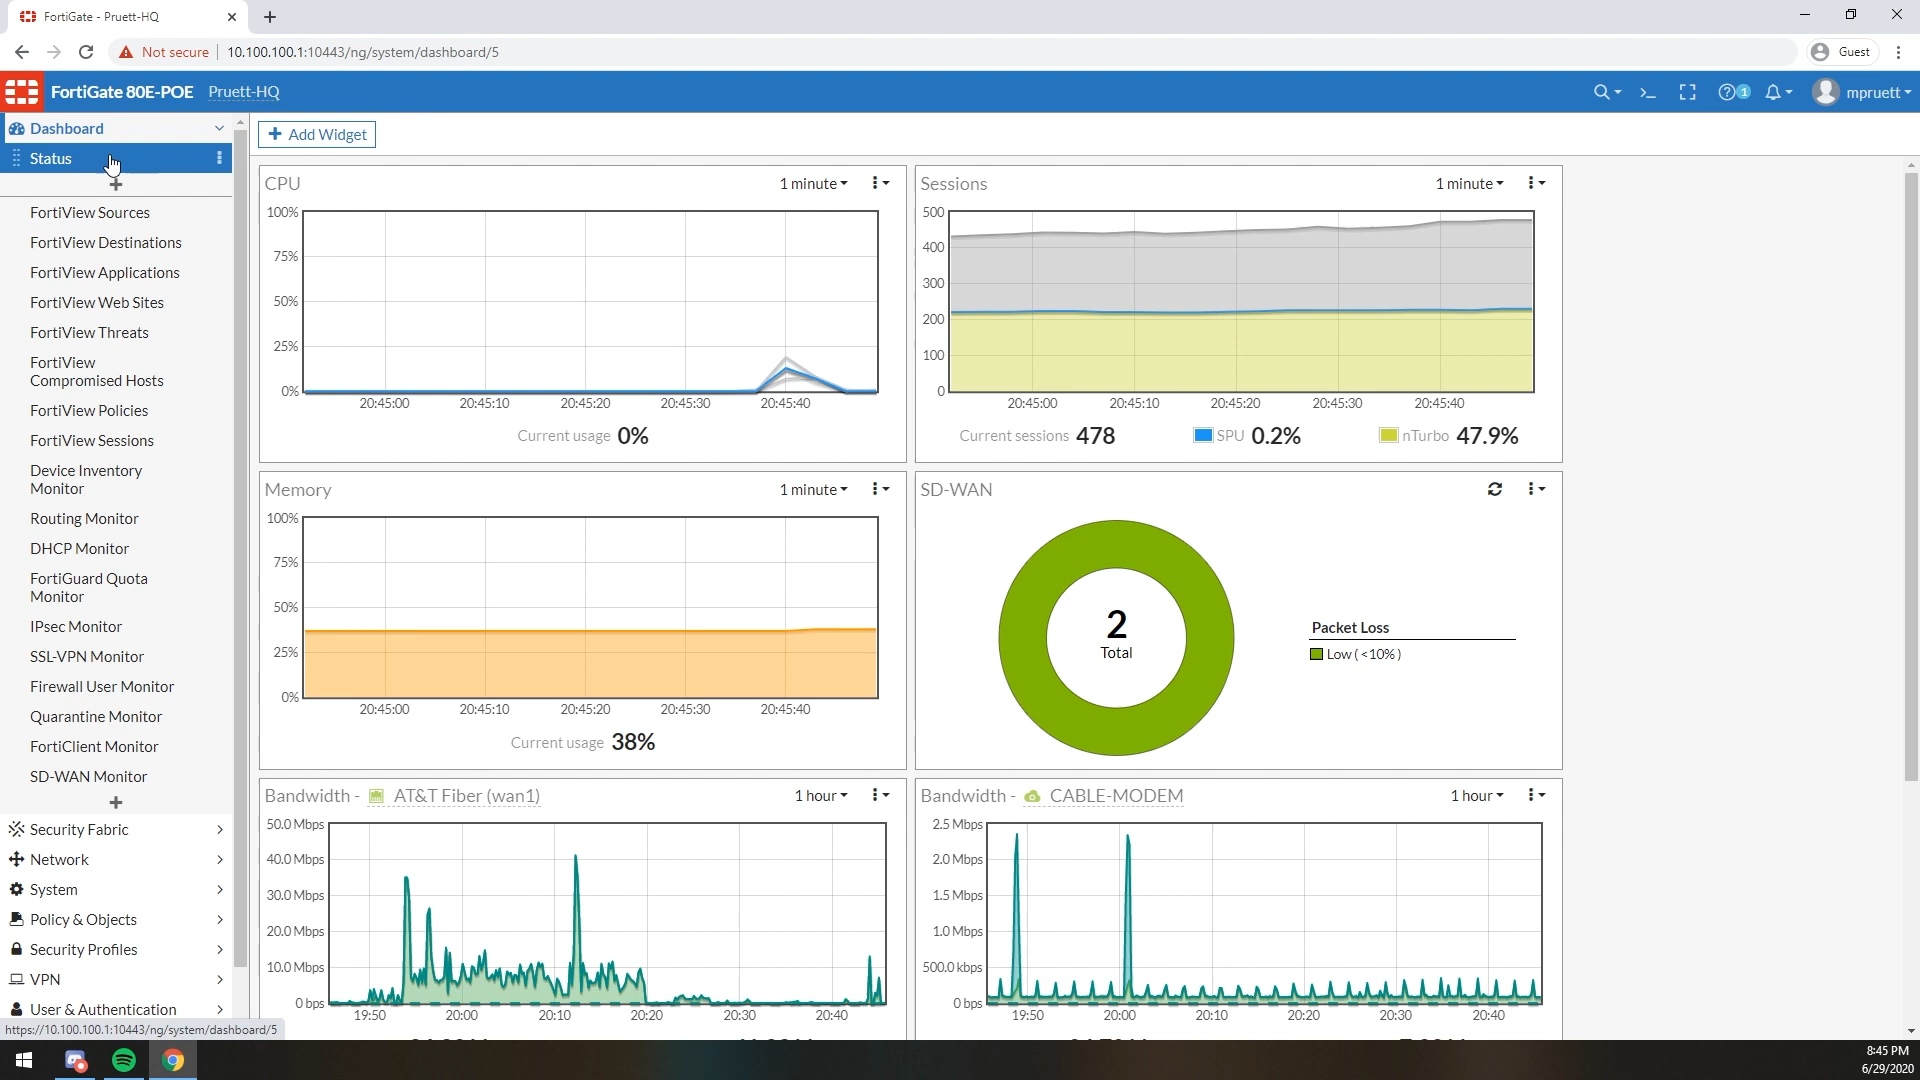 FortiGate - Pruett-HQ
Not secure
10.100.100.1:10443/ng/system/dashboard/5
Guest
FortiGate 80E-POE
Pruett-HQ
1
mpruett
Dashboard
Status
FortiView Sources
FortiView Destinations
FortiView Applications
FortiView Web Sites
FortiView Threats
FortiView
Compromised Hosts
FortiView Policies
FortiView Sessions
Device Inventory
Monitor
Routing Monitor
DHCP Monitor
FortiGuard Quota
Monitor
IPsec Monitor
SSL-VPN Monitor
Firewall User Monitor
Quarantine Monitor
FortiClient Monitor
SD-WAN Monitor
Security Fabric
Network
System
Policy & Objects
Security Profiles
VPN
User & Authentication
https://10.100.100.1:10443/ng/system/dashboard/5
+ Add Widget
CPU
1 minute
100%
75%
50%
25%
0%
20:45:00 20:45:10 20:45:20 20:45:30 20:45:40
Current usage 0%
Sessions
1 minute
500
400
300
200
100
0
20:45:00 20:45:10 20:45:20 20:45:30 20:45:40
Current sessions 478
SPU 0.2%
nTurbo 47.9%
Memory
1 minute
100%
75%
50%
25%
0%
20:45:00 20:45:10 20:45:20 20:45:30 20:45:40
Current usage 38%
SD-WAN
2
Total
Packet Loss
Low ( <10% )
Bandwidth - AT&T Fiber (wan1)
1 hour
50.0 Mbps
40.0 Mbps
30.0 Mbps
20.0 Mbps
10.0 Mbps
0 bps
19:50 20:00 20:10 20:20 20:30 20:40
Bandwidth - CABLE-MODEM
1 hour
2.5 Mbps
2.0 Mbps
1.5 Mbps
1.0 Mbps
500.0 kbps
0 bps
19:50 20:00 20:10 20:20 20:30 20:40
8:45 PM
6/29/2020